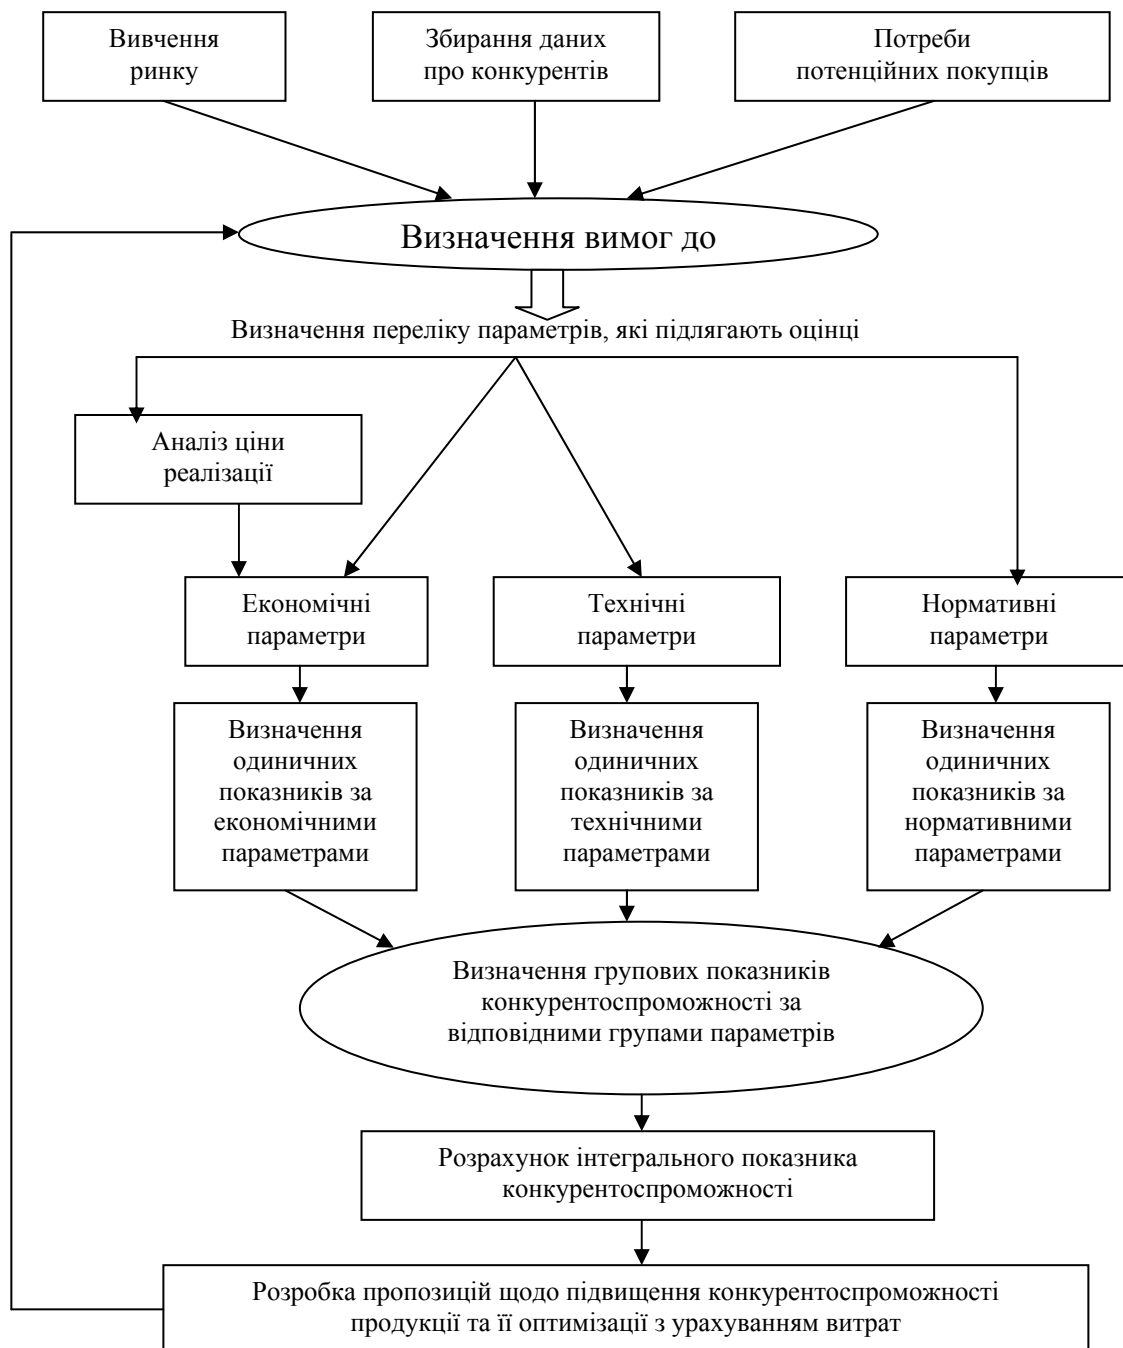 Вивчення
ринку
Збирання даних
про конкурентів
Потреби
потенційних покупців
Визначення вимог до
Визначення переліку параметрів, які підлягають оцінці
Аналіз ціни
реалізації
Економічні
параметри
Технічні
параметри
Нормативні
параметри
Визначення
одиничних
показників за
економічними
параметрами
Визначення
одиничних
показників за
технічними
параметрами
Визначення
одиничних
показників за
нормативними
параметрами
Визначення групових показників
конкурентоспроможності за
відповідними групами параметрів
Розрахунок інтегрального показника
конкурентоспроможності
Розробка пропозицій щодо підвищення конкурентоспроможності
продукції та її оптимізації з урахуванням витрат